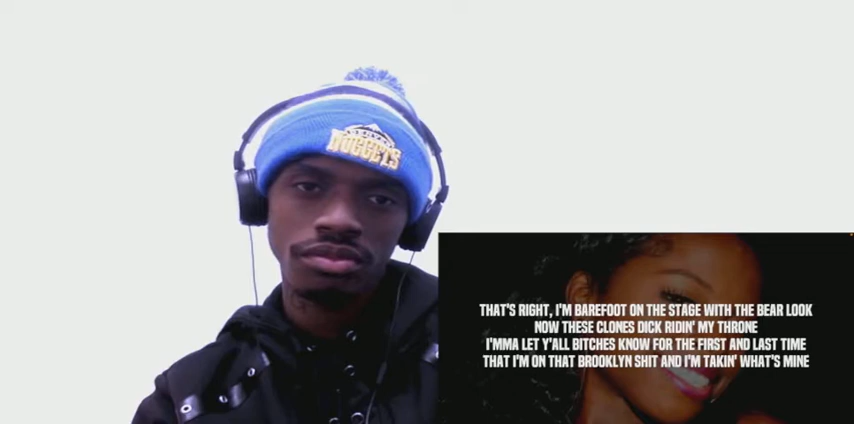 NUGGETS
THAT'S RIGHT, I'M BAREFOOT ON THE STAGE WITH THE BEAR LOOK
NOW THESE CLONES DICK RIDIN' MY THRONE
I'MMA LET Y'ALL BITCHES KNOW FOR THE FIRST AND LAST TIME
THAT I'M ON THAT BROOKLYN SHIT AND I'M TAKIN' WHAT'S MINE